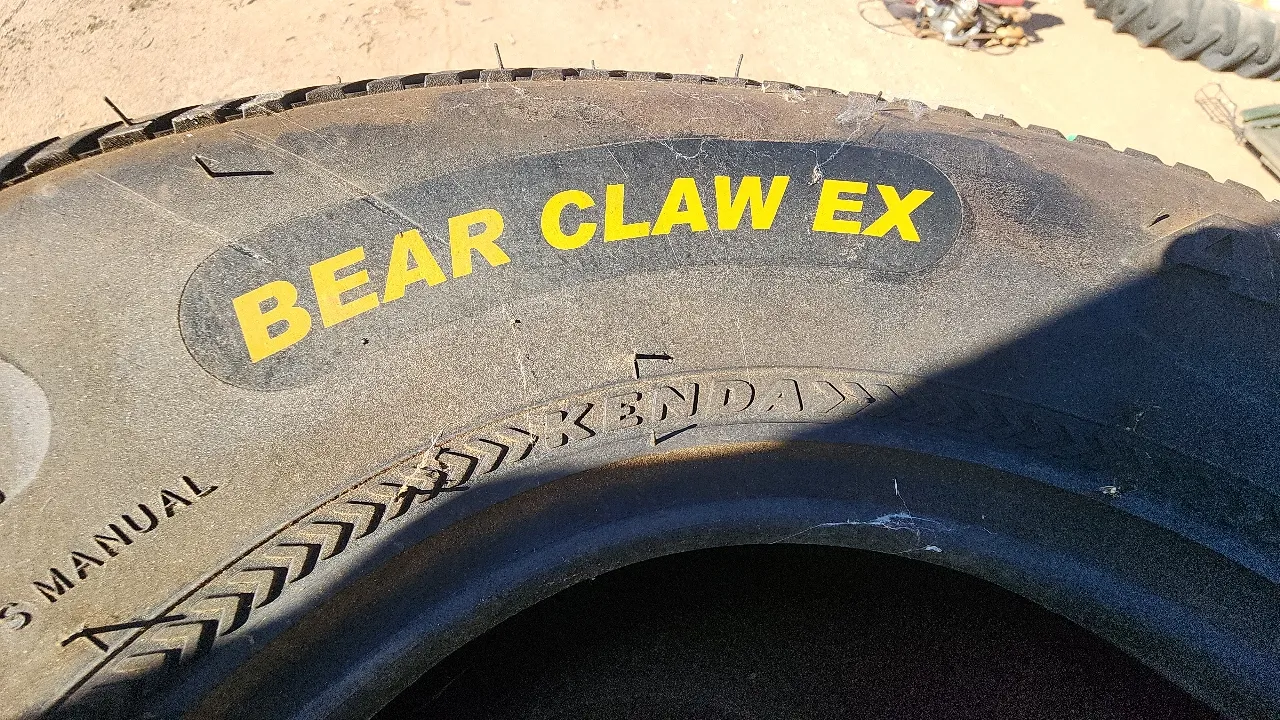 BEAR CLAW EX
KENDA
S MANUAL